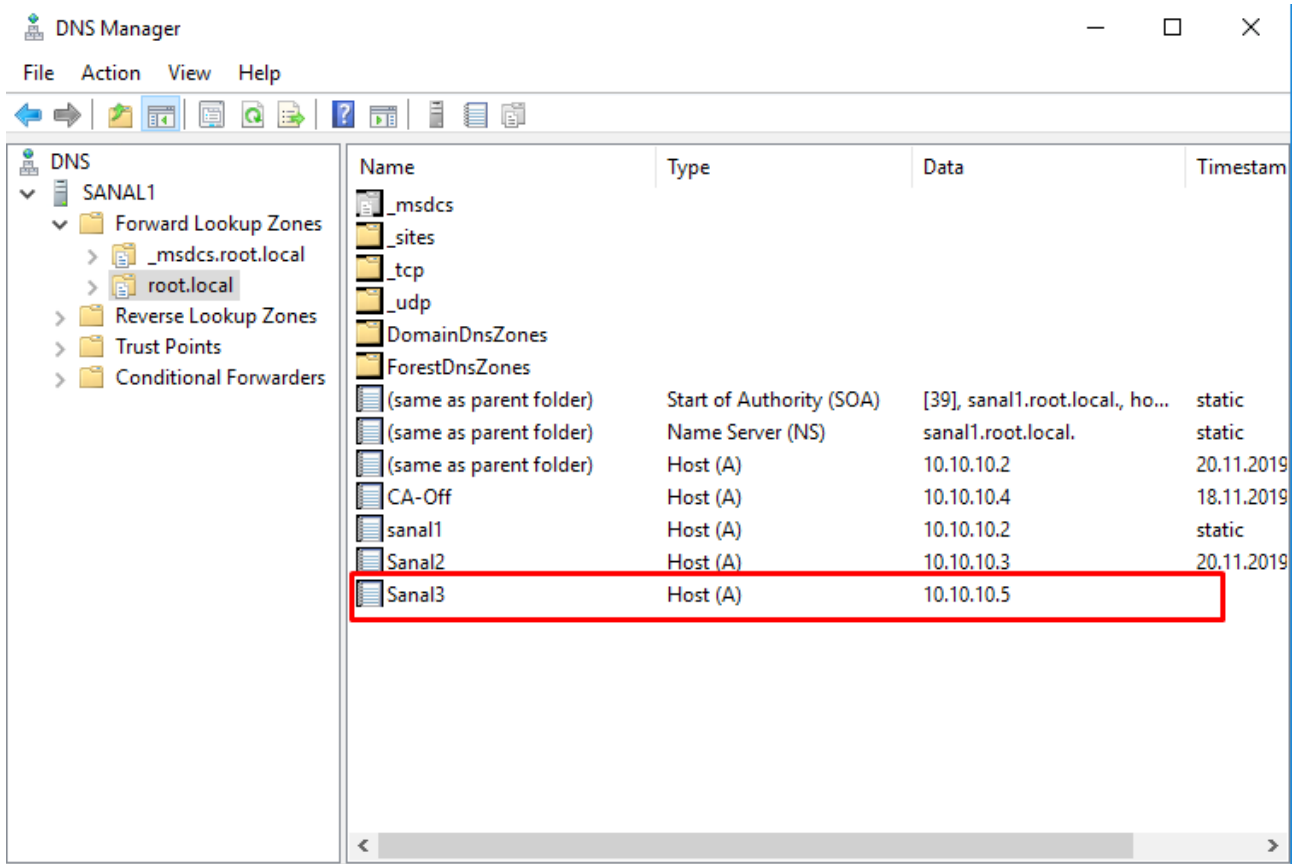 DNS Manager
File Action View Help
DNS
SANAL1
Forward Lookup Zones
_msdcs.root.local
root.local
Reverse Lookup Zones
Trust Points
Conditional Forwarders
Name Type Data Timestam
_msdcs
_sites
_tcp
_udp
DomainDnsZones
ForestDnsZones
(same as parent folder) Start of Authority (SOA) [39], sanal1.root.local., ho... static
(same as parent folder) Name Server (NS) sanal1.root.local. static
(same as parent folder) Host (A) 10.10.10.2 20.11.2019
CA-Off Host (A) 10.10.10.4 18.11.2019
sanal1 Host (A) 10.10.10.2 static
Sanal2 Host (A) 10.10.10.3 20.11.2019
Sanal3 Host (A) 10.10.10.5